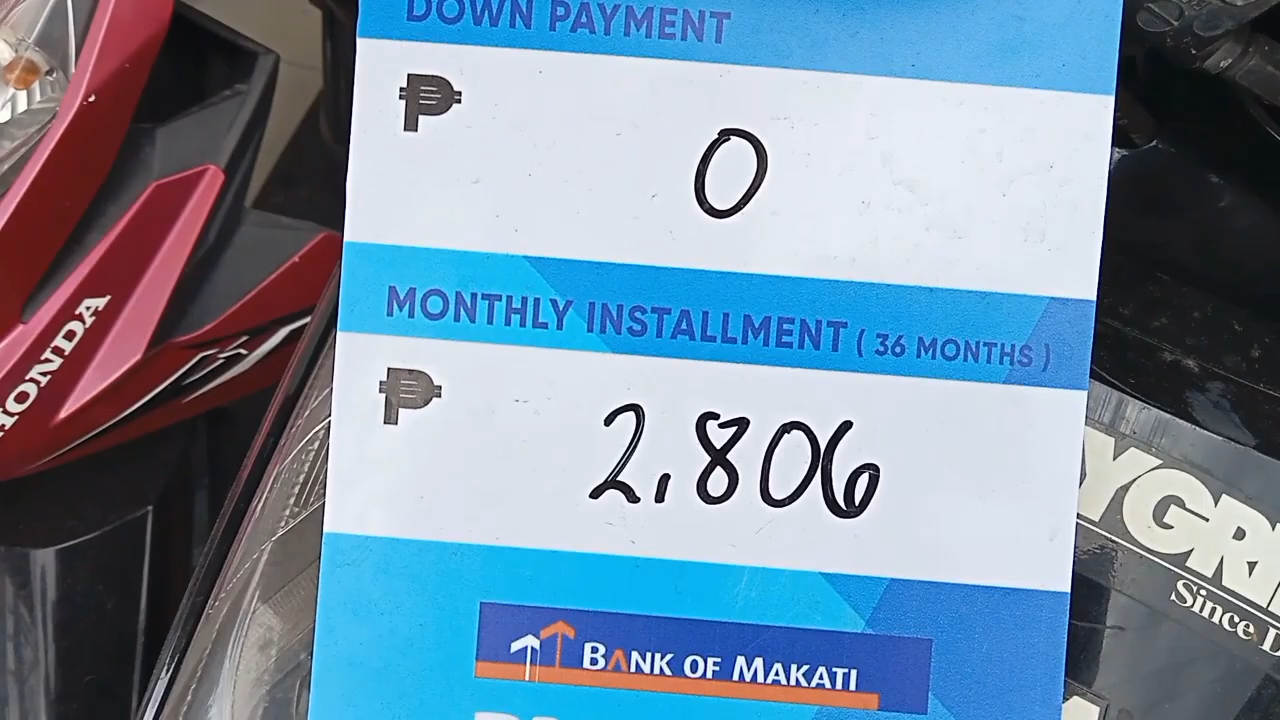 DOWN PAYMENT
₱
0
MONTHLY INSTALLMENT ( 36 MONTHS )
₱
2,806
BANK OF MAKATI
HONDA
Since